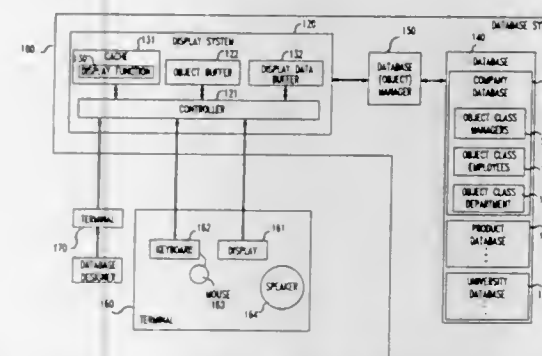 120
DATABASE SY
150
140
100
DISPLAY SYSTEM
131
CACHE
122
132
130
DISPLAY FUNCTION
OBJECT BUFFER
DISPLAY DATA
BUFFER
121
CONTROLLER
DATABASE
(OBJECT)
MANAGER
DATABASE
COMPANY
DATABASE
OBJECT CLASS
MANAGERS
OBJECT CLASS
EMPLOYEES
OBJECT CLASS
DEPARTMENT
PRODUCT
DATABASE
UNIVERSITY
DATABASE
TERMINAL
170
DATABASE
DESIGNER
162
161
KEYBOARD
DISPLAY
MOUSE
163
SPEAKER
164
160
TERMINAL